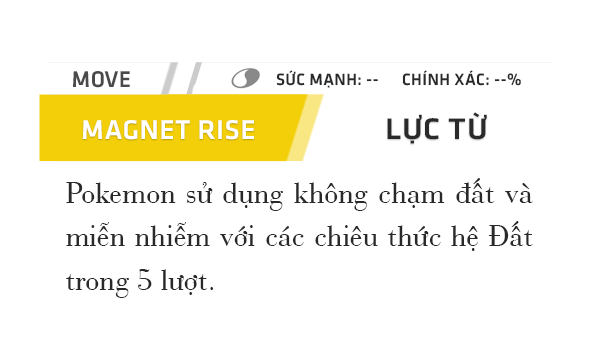 MOVE SỨC MẠNH: -- CHÍNH XÁC: --%
MAGNET RISE LỰC TỪ
Pokemon sử dụng không chạm đất và
miễn nhiễm với các chiêu thức hệ Đất
trong 5 lượt.